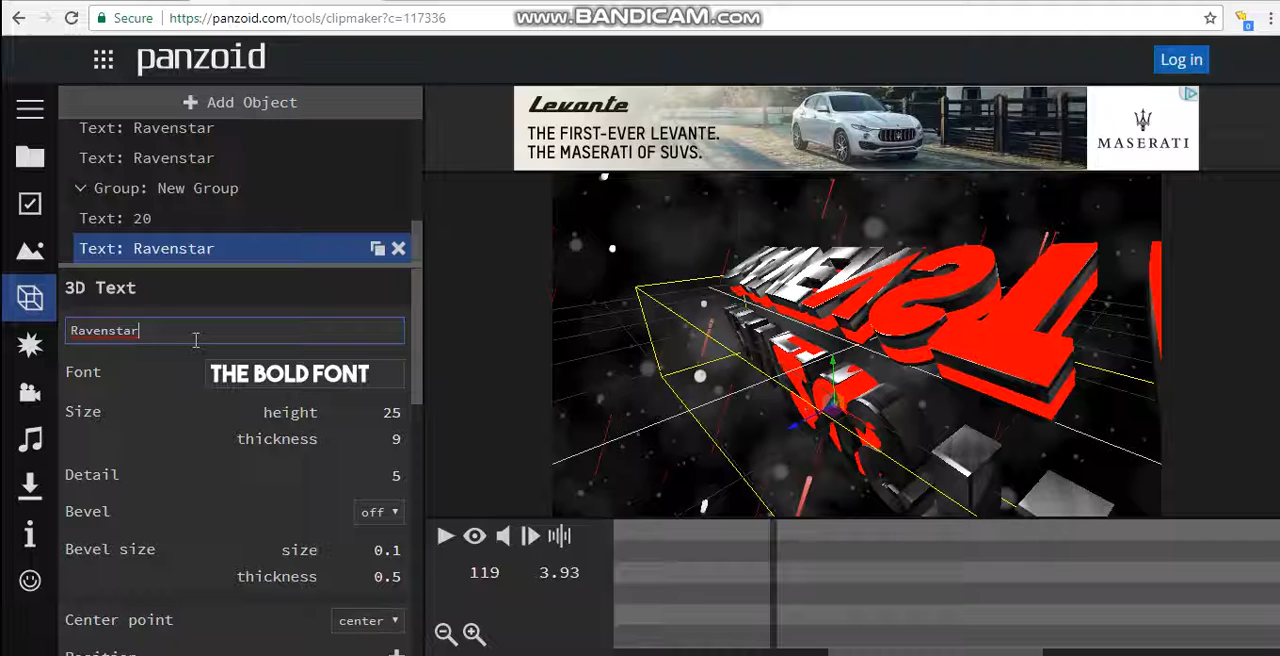 Secure https://panzoid.com/tools/clipmaker?c=117336
www.BANDICAM.com
0
panzoid
Log in
Add Object
Text: Ravenstar
Text: Ravenstar
Group: New Group
Text: 20
Text: Ravenstar
3D Text
Ravenstar
Font THE BOLD FONT
Size height 25
thickness 9
Detail 5
Bevel off
Bevel size size 0.1
thickness 0.5
Center point center
Levante
THE FIRST-EVER LEVANTE.
THE MASERATI OF SUVS.
MASERATI
119 3.93